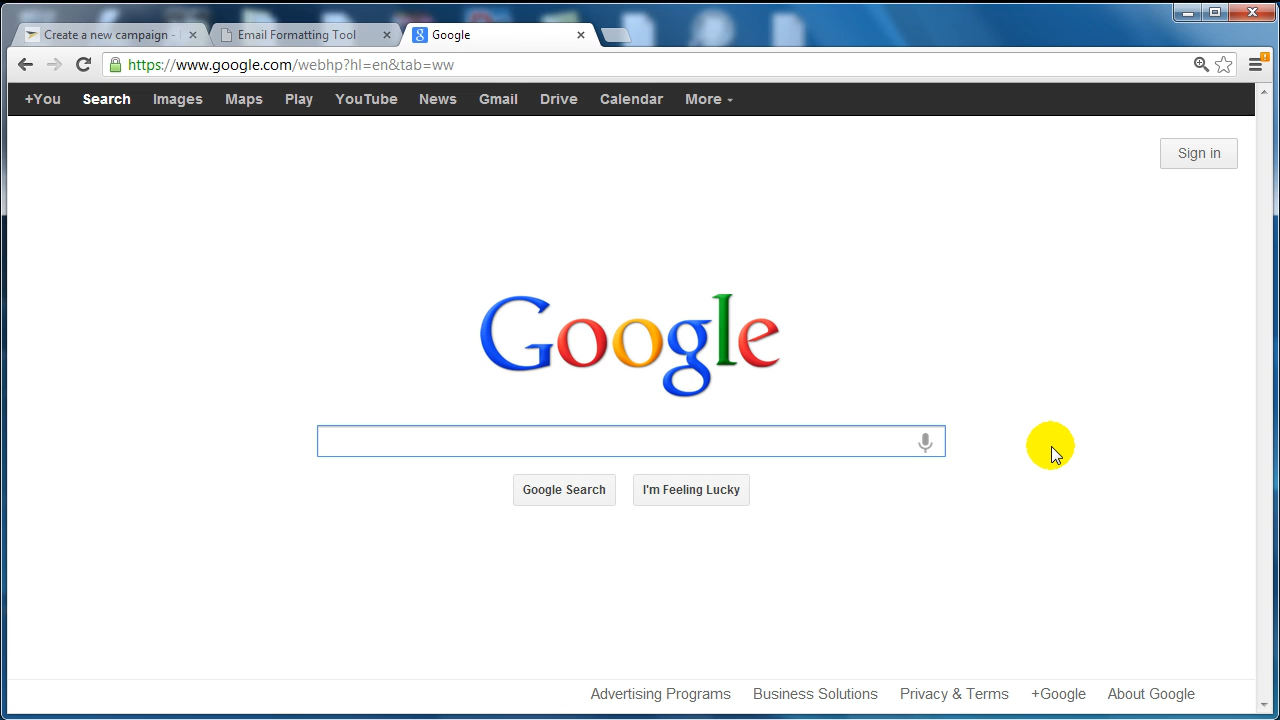 Create a new campaign -
Email Formatting Tool
Google
https://www.google.com/webhp?hl=en&tab=ww
+You Search Images Maps Play YouTube News Gmail Drive Calendar More
Sign in
Google
Google Search
I'm Feeling Lucky
Advertising Programs Business Solutions Privacy & Terms +Google About Google